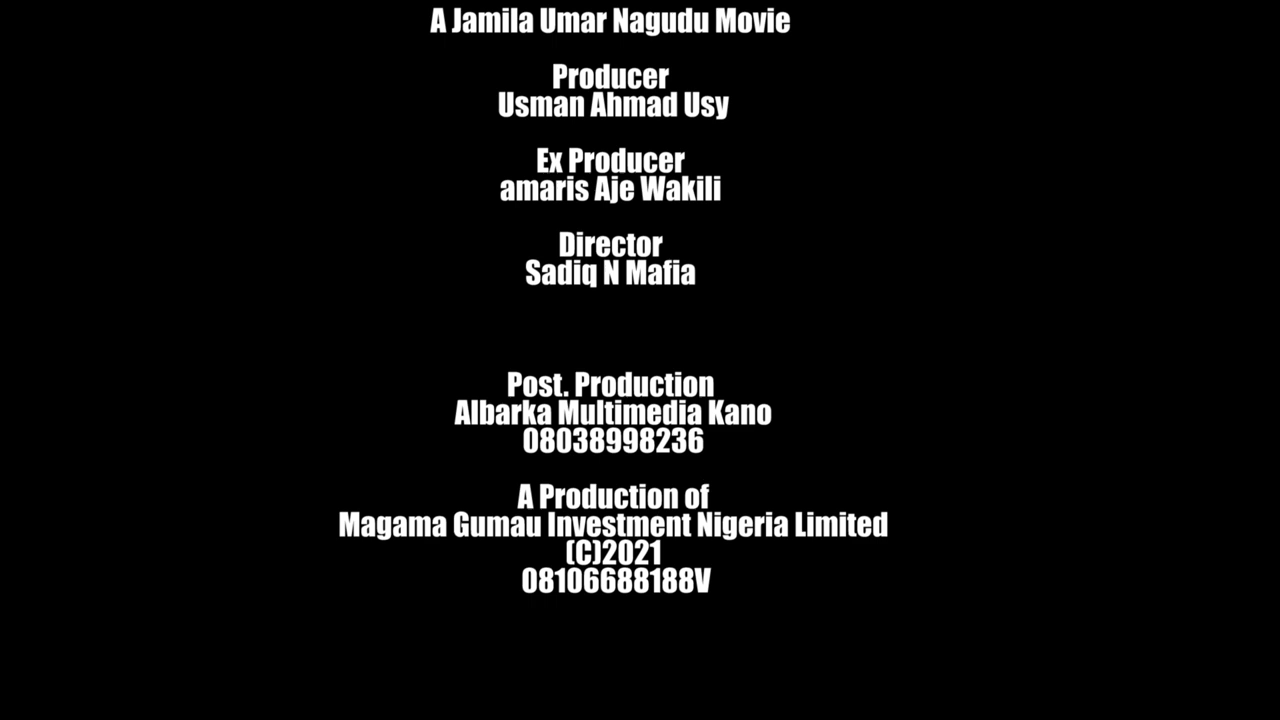 A Jamila Umar Nagudu Movie
Producer
Usman Ahmad Usy
Ex Producer
amaris Aje Wakili
Director
Sadiq N Mafia
Post. Production
Albarka Multimedia Kano
08038998236
A Production of
Magama Gumau Investment Nigeria Limited
(C)2021
08106688188V